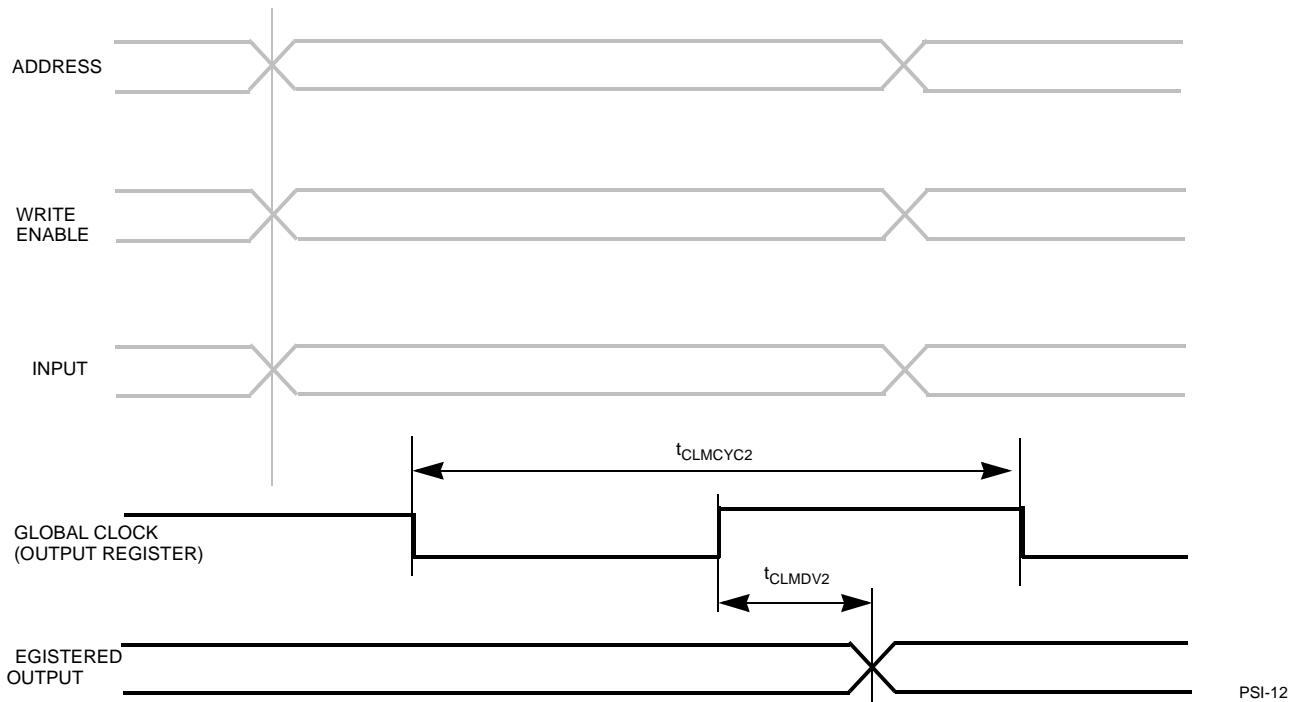 ADDRESS
WRITE
ENABLE
INPUT
tCLMCYC2
GLOBAL CLOCK
(OUTPUT REGISTER)
tCLMDV2
EGISTERED
OUTPUT
PSI-12